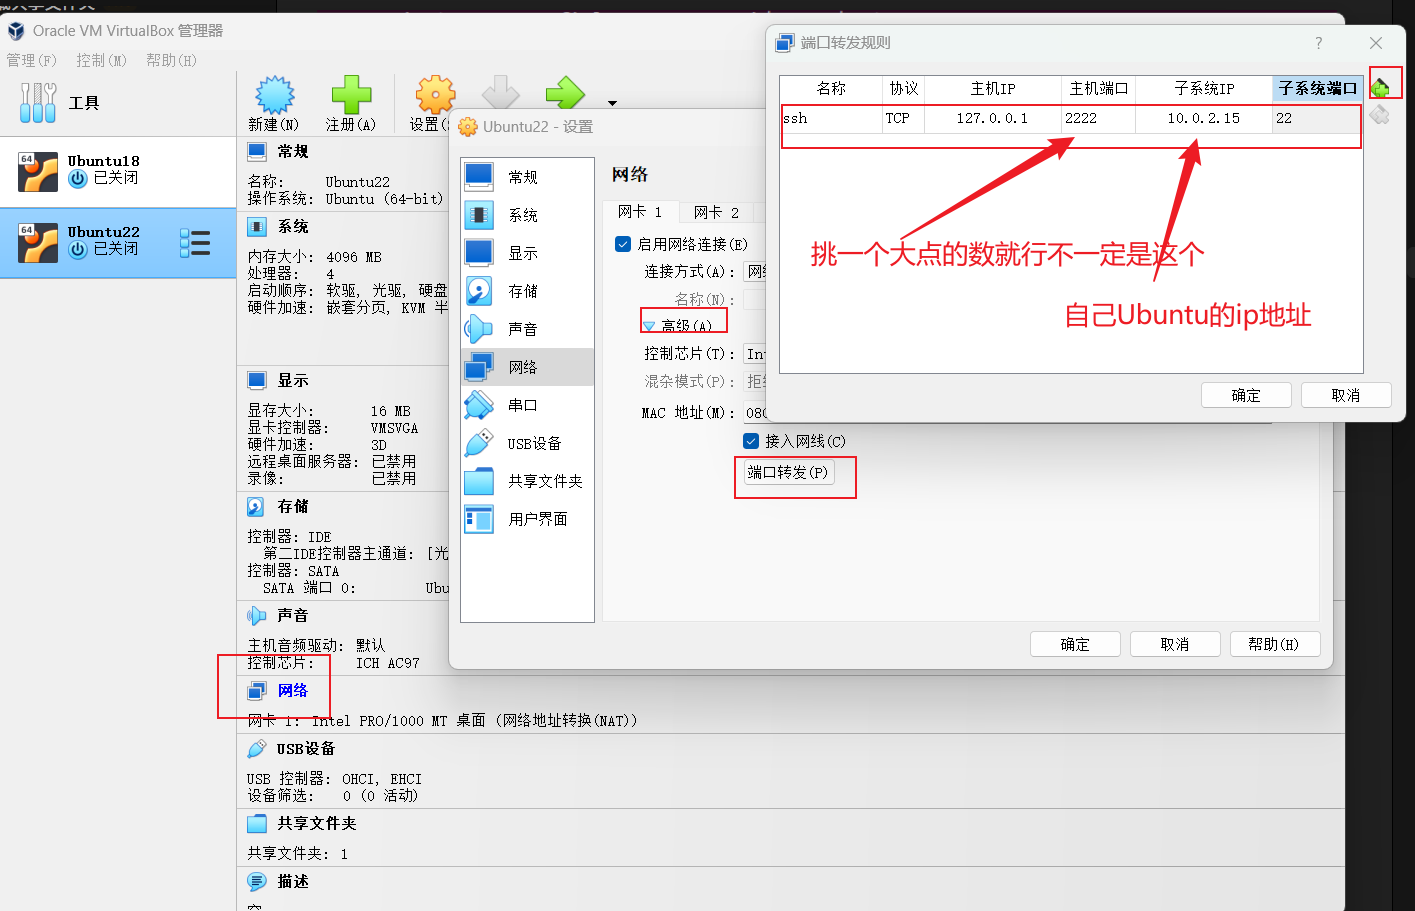 Oracle VM VirtualBox 管理器
管理(F) 控制(M) 帮助(H)
工具
新建(N) 注册(A) 设置(
64
Ubuntu18
已关闭
64
Ubuntu22
已关闭
常规
名称: Ubuntu22
操作系统: Ubuntu (64-bit)
系统
内存大小: 4096 MB
处理器: 4
启动顺序: 软驱, 光驱, 硬盘
硬件加速: 嵌套分页, KVM 半
显示
显存大小: 16 MB
显卡控制器: VMSVGA
硬件加速: 3D
远程桌面服务器: 已禁用
录像: 已禁用
存储
控制器: IDE
第二IDE控制器主通道: [光
控制器: SATA
SATA 端口 0: Ubu
声音
主机音频驱动: 默认
控制芯片: ICH AC97
网络
网卡 1: Intel PRO/1000 MT 桌面 (网络地址转换(NAT))
USB设备
USB 控制器: OHCI, EHCI
设备筛选: 0 (0 活动)
共享文件夹
共享文件夹: 1
描述
空
Ubuntu22 - 设置
常规
系统
显示
存储
声音
网络
串口
USB设备
共享文件夹
用户界面
网络
网卡 1 网卡 2
启用网络连接(E)
连接方式(A): 网络
名称(N):
高级(A)
控制芯片(T): Int
混杂模式(P): 拒绝
MAC 地址(M): 080
接入网线(C)
端口转发(P)
确定 取消 帮助(H)
端口转发规则 ?
名称 协议 主机IP 主机端口 子系统IP 子系统端口
ssh TCP 127.0.0.1 2222 10.0.2.15 22
挑一个大点的数就行不一定是这个
自己Ubuntu的ip地址
确定 取消